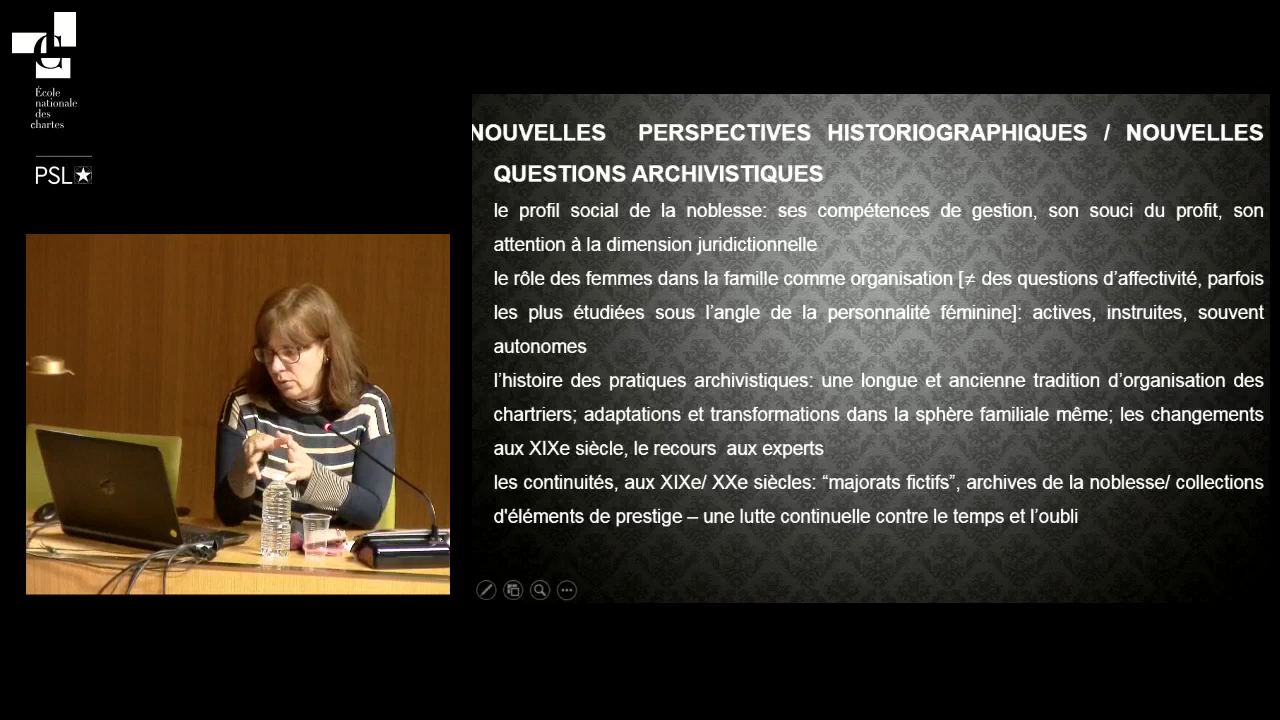 École
nationale
des
chartes
PSL
NOUVELLES PERSPECTIVES HISTORIOGRAPHIQUES / NOUVELLES
QUESTIONS ARCHIVISTIQUES
le profil social de la noblesse: ses compétences de gestion, son souci du profit, son
attention à la dimension juridictionnelle
le rôle des femmes dans la famille comme organisation [≠ des questions d’affectivité, parfois
les plus étudiées sous l’angle de la personnalité féminine]: actives, instruites, souvent
autonomes
l’histoire des pratiques archivistiques: une longue et ancienne tradition d’organisation des
chartriers; adaptations et transformations dans la sphère familiale même; les changements
aux XIXe siècle, le recours aux experts
les continuités, aux XIXe/ XXe siècles: “majorats fictifs”, archives de la noblesse/ collections
d'éléments de prestige – une lutte continuelle contre le temps et l’oubli